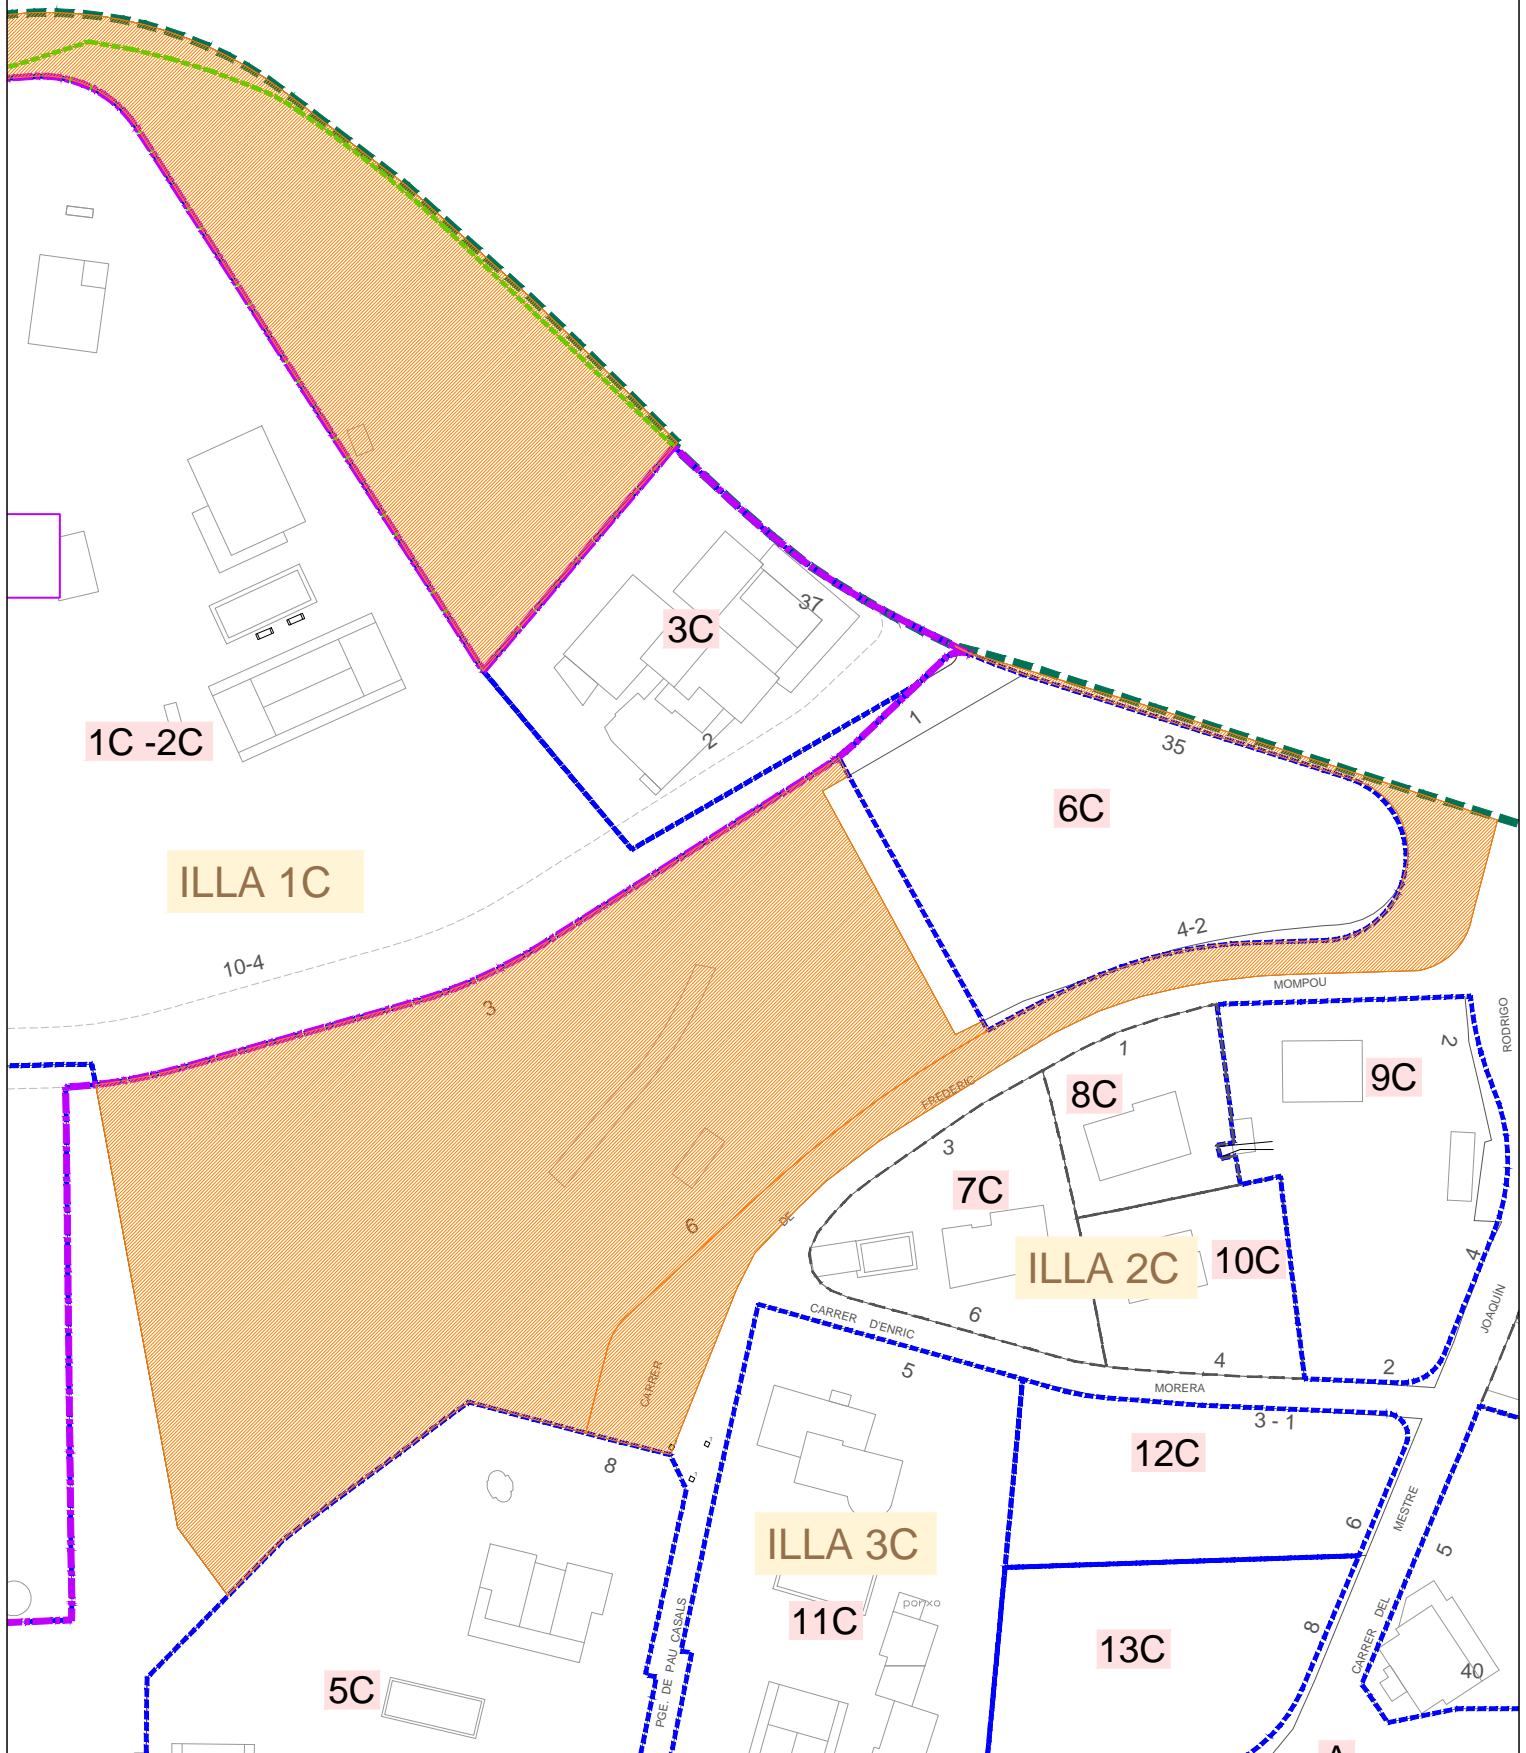 37
3C
2
1
1C -2C
35
6C
ILLA 1C
4-2
10-4
3
MOMPOU
RODRIGO
2
1
9C
8C
FREDERIC
3
7C
DE
6
ILLA 2C
10C
4
JOAQUÍN
6
CARRER D'ENRIC
5
4
2
MORERA
CARRER
3 - 1
12C
8
6
MESTRE
ILLA 3C
5
porxo
11C
PGE. DE PAU CASALS
CARRER DEL
8
13C
40
5C